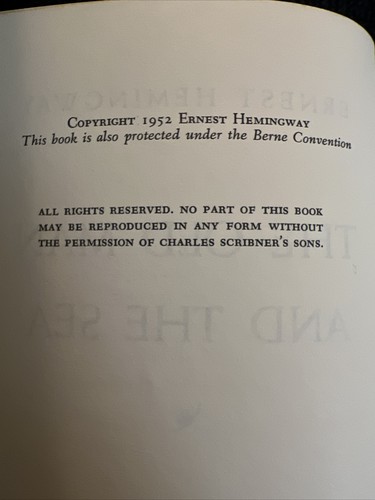 COPYRIGHT 1952 ERNEST HEMINGWAY
This book is also protected under the Berne Convention
ALL RIGHTS RESERVED. NO PART OF THIS BOOK
MAY BE REPRODUCED IN ANY FORM WITHOUT
THE PERMISSION OF CHARLES SCRIBNER'S SONS.